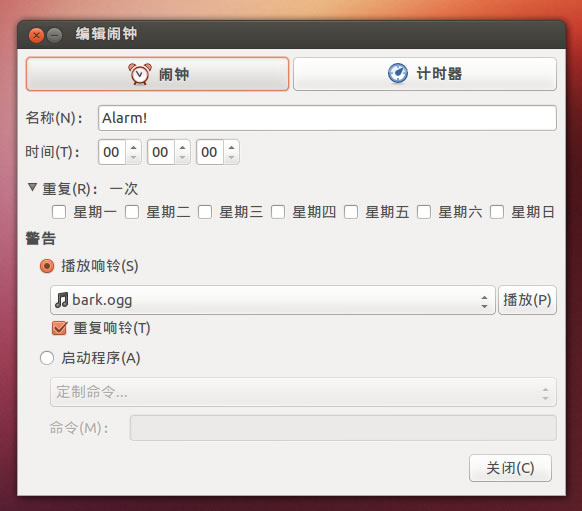 编辑闹钟
闹钟 计时器
名称(N)： Alarm!
时间(T)： 00 00 00
重复(R)： 一次
星期一 星期二 星期三 星期四 星期五 星期六 星期日
警告
播放响铃(S)
bark.ogg 播放(P)
重复响铃(T)
启动程序(A)
定制命令...
命令(M)：
关闭(C)